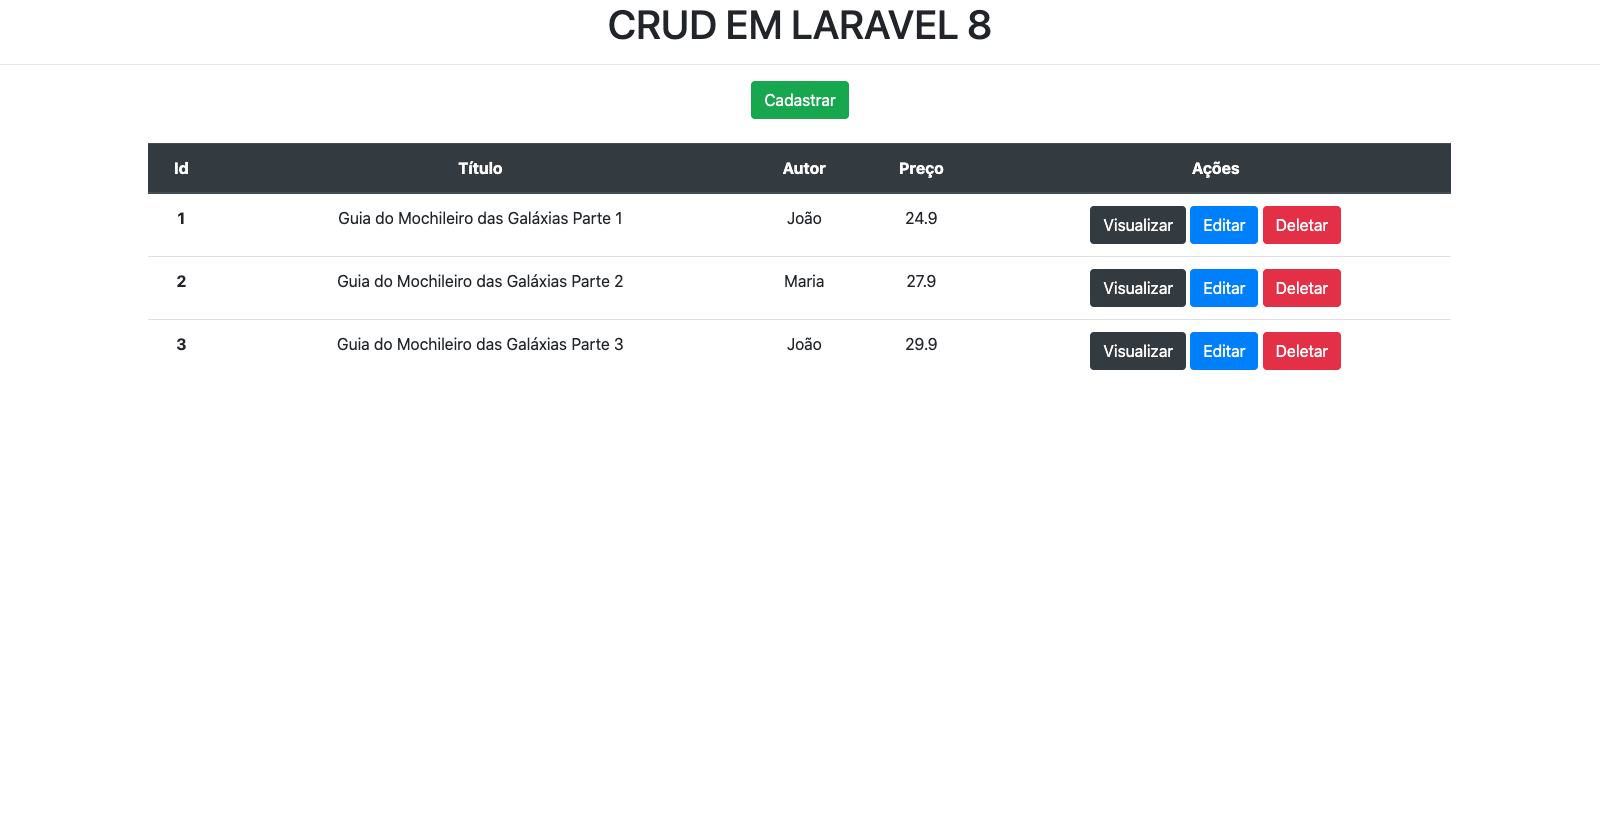 CRUD EM LARAVEL 8
Cadastrar
Id Título Autor Preço Ações
1 Guia do Mochileiro das Galáxias Parte 1 João 24.9 Visualizar Editar Deletar
2 Guia do Mochileiro das Galáxias Parte 2 Maria 27.9 Visualizar Editar Deletar
3 Guia do Mochileiro das Galáxias Parte 3 João 29.9 Visualizar Editar Deletar